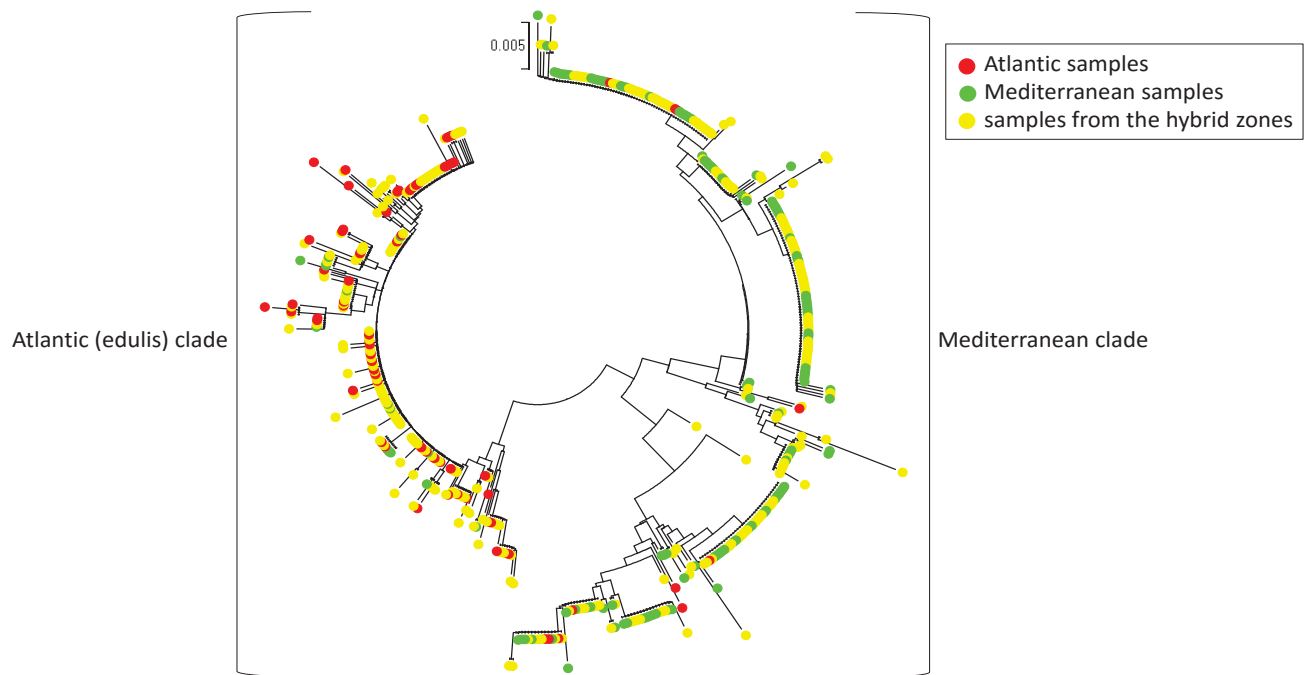 0.005
Atlantic samples
Mediterranean samples
samples from the hybrid zones
Atlantic (edulis) clade
Mediterranean clade